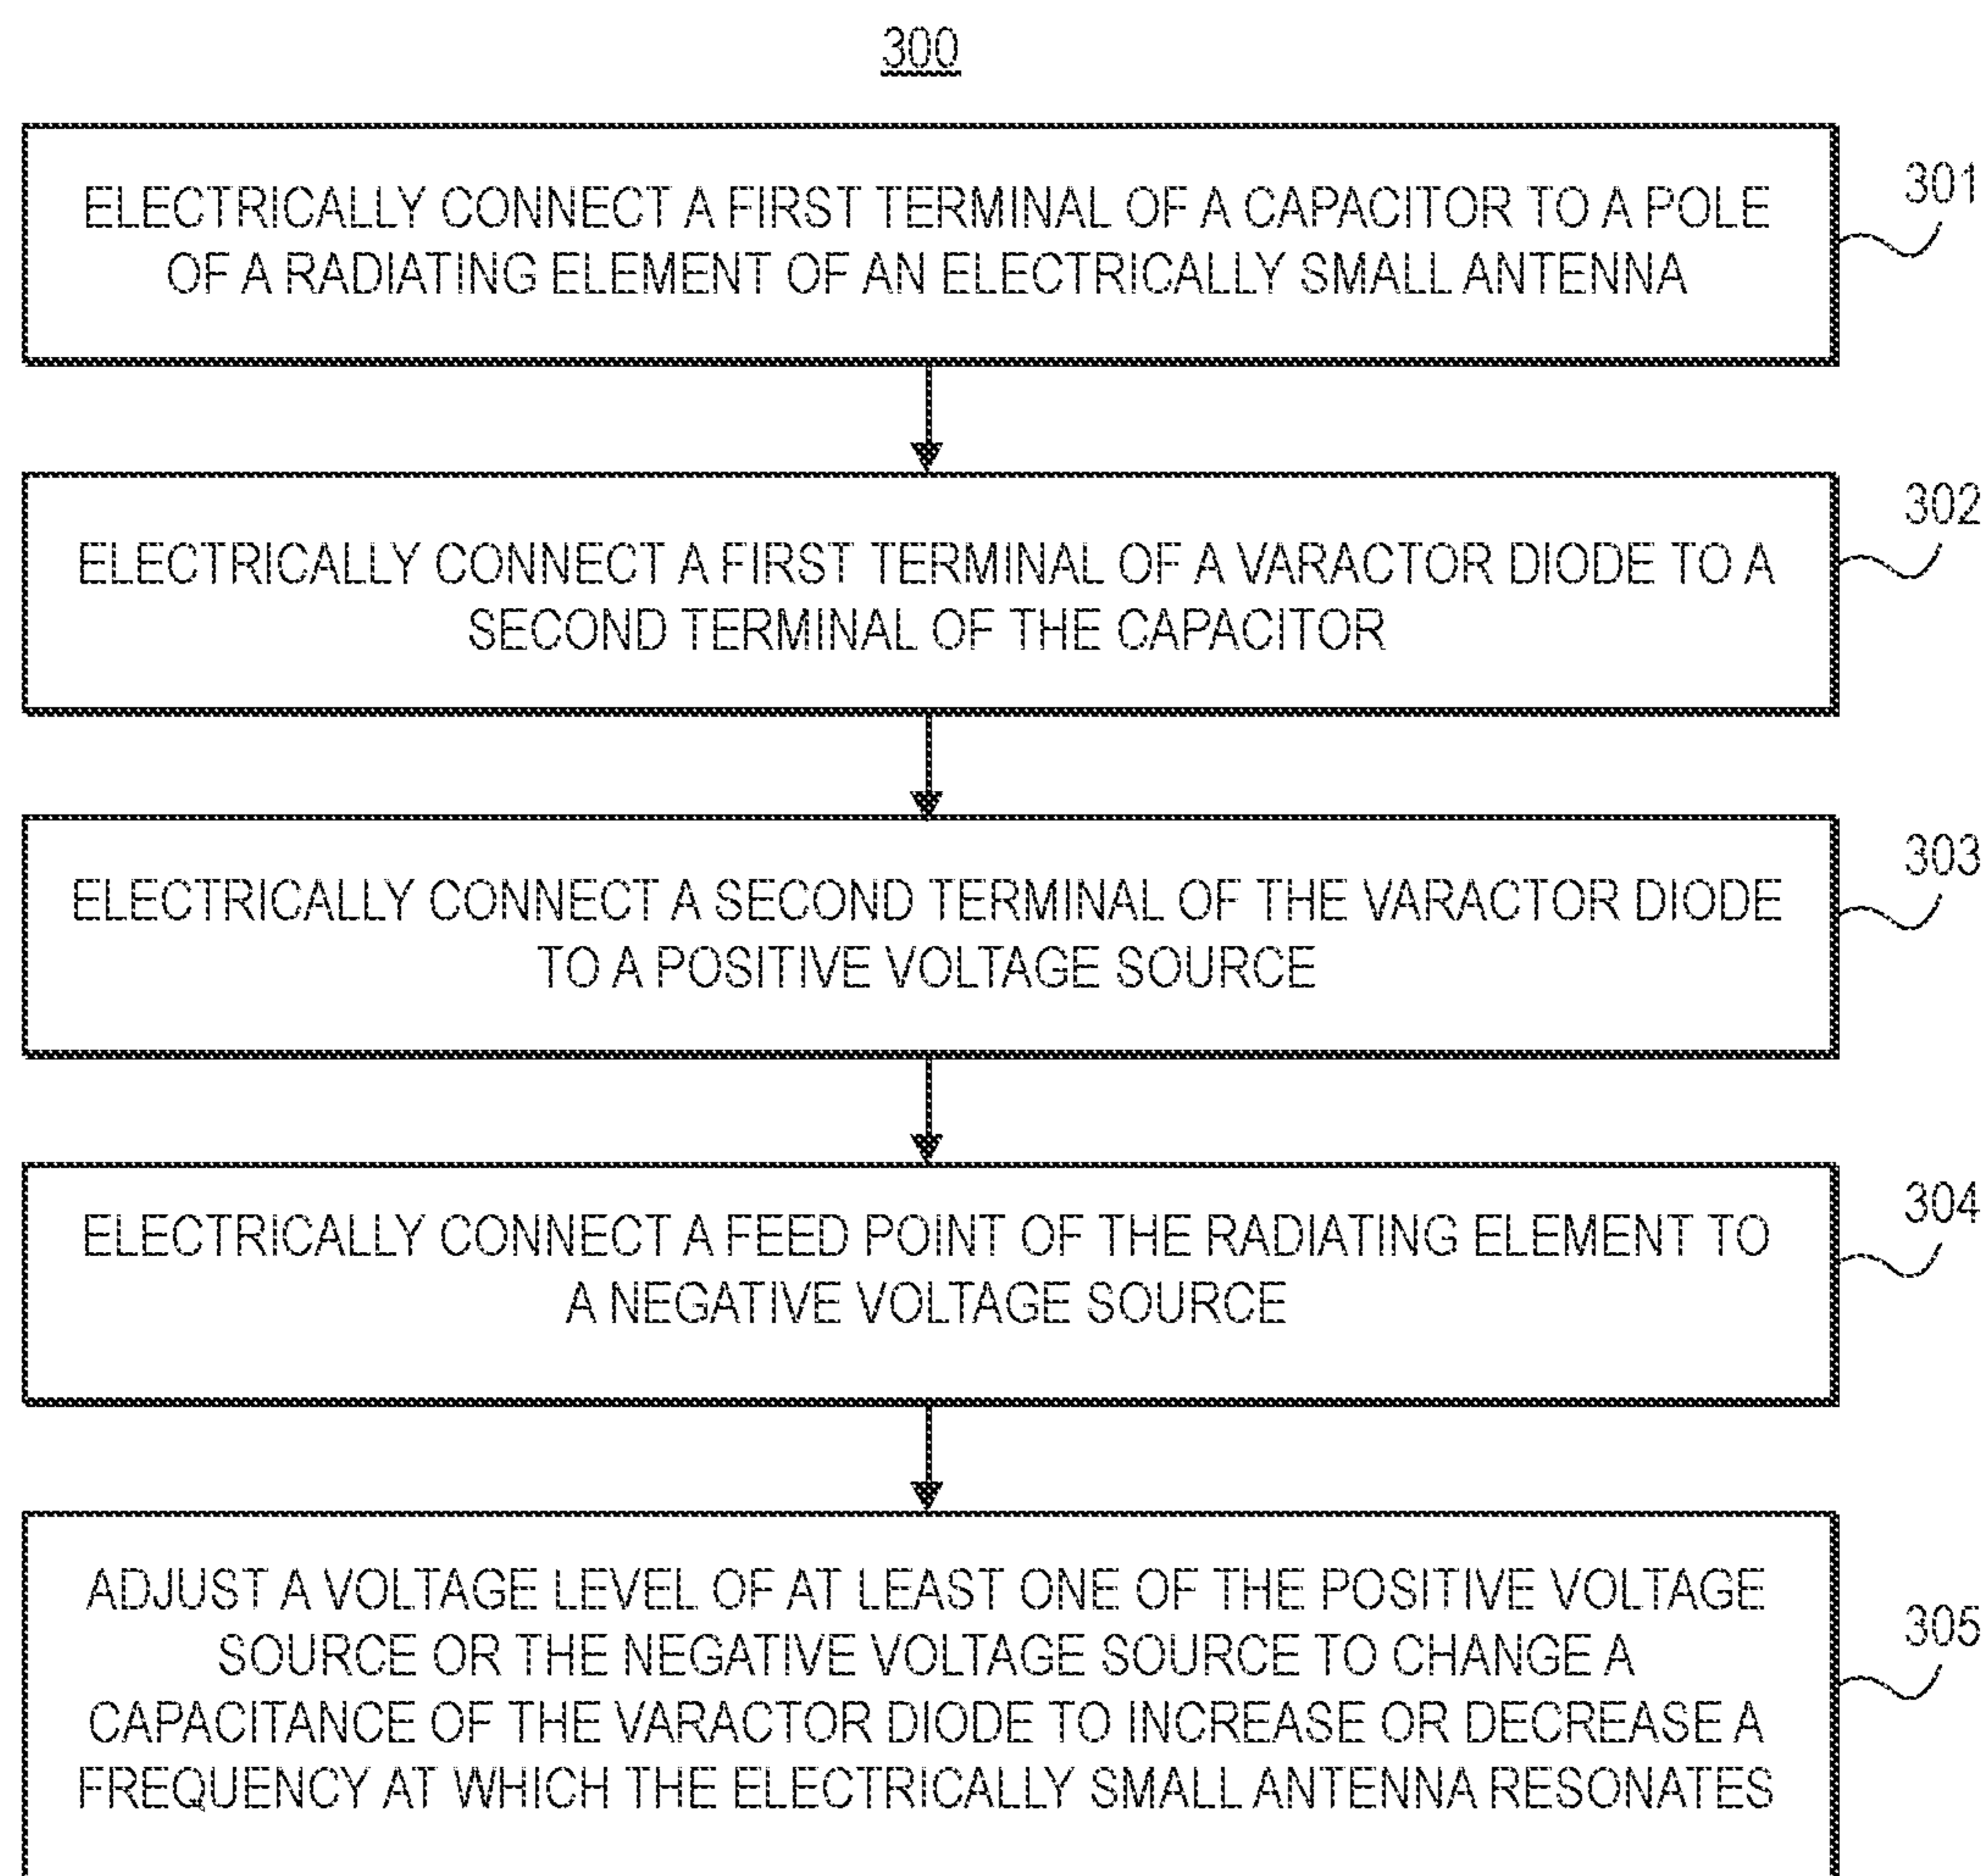 300
ELECTRICALLY CONNECT A FIRST TERMINAL OF A CAPACITOR TO A POLE
OF A RADIATING ELEMENT OF AN ELECTRICALLY SMALL ANTENNA
301
ELECTRICALLY CONNECT A FIRST TERMINAL OF A VARACTOR DIODE TO A
SECOND TERMINAL OF THE CAPACITOR
302
ELECTRICALLY CONNECT A SECOND TERMINAL OF THE VARACTOR DIODE
TO A POSITIVE VOLTAGE SOURCE
303
ELECTRICALLY CONNECT A FEED POINT OF THE RADIATING ELEMENT TO
A NEGATIVE VOLTAGE SOURCE
304
ADJUST A VOLTAGE LEVEL OF AT LEAST ONE OF THE POSITIVE VOLTAGE
SOURCE OR THE NEGATIVE VOLTAGE SOURCE TO CHANGE A
CAPACITANCE OF THE VARACTOR DIODE TO INCREASE OR DECREASE A
FREQUENCY AT WHICH THE ELECTRICALLY SMALL ANTENNA RESONATES
305